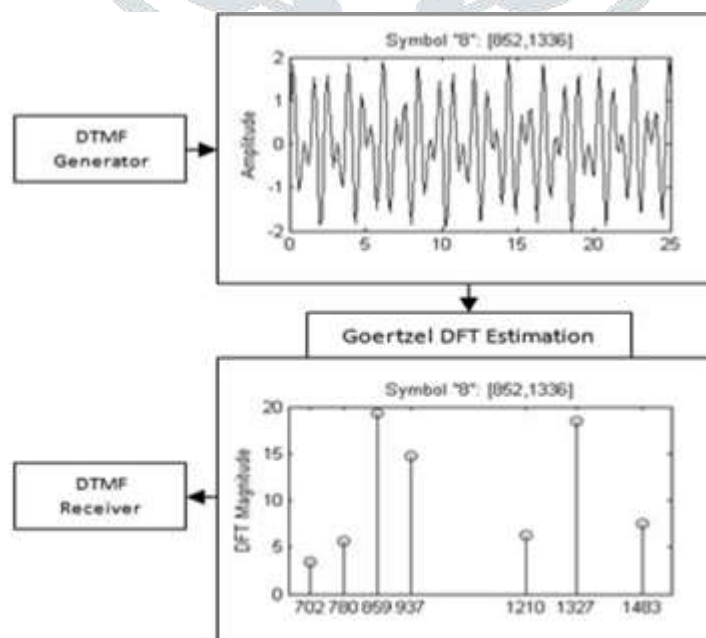 Symbol "8": [852,1336]
2
1
0
-1
-2
Amplitude
0 5 10 15 20 25
DTMF
Generator
Goertzel DFT Estimation
Symbol "8": [852,1336]
20
15
10
5
0
DFT Magnitude
702 780 859 937 1210 1327 1483
DTMF
Receiver